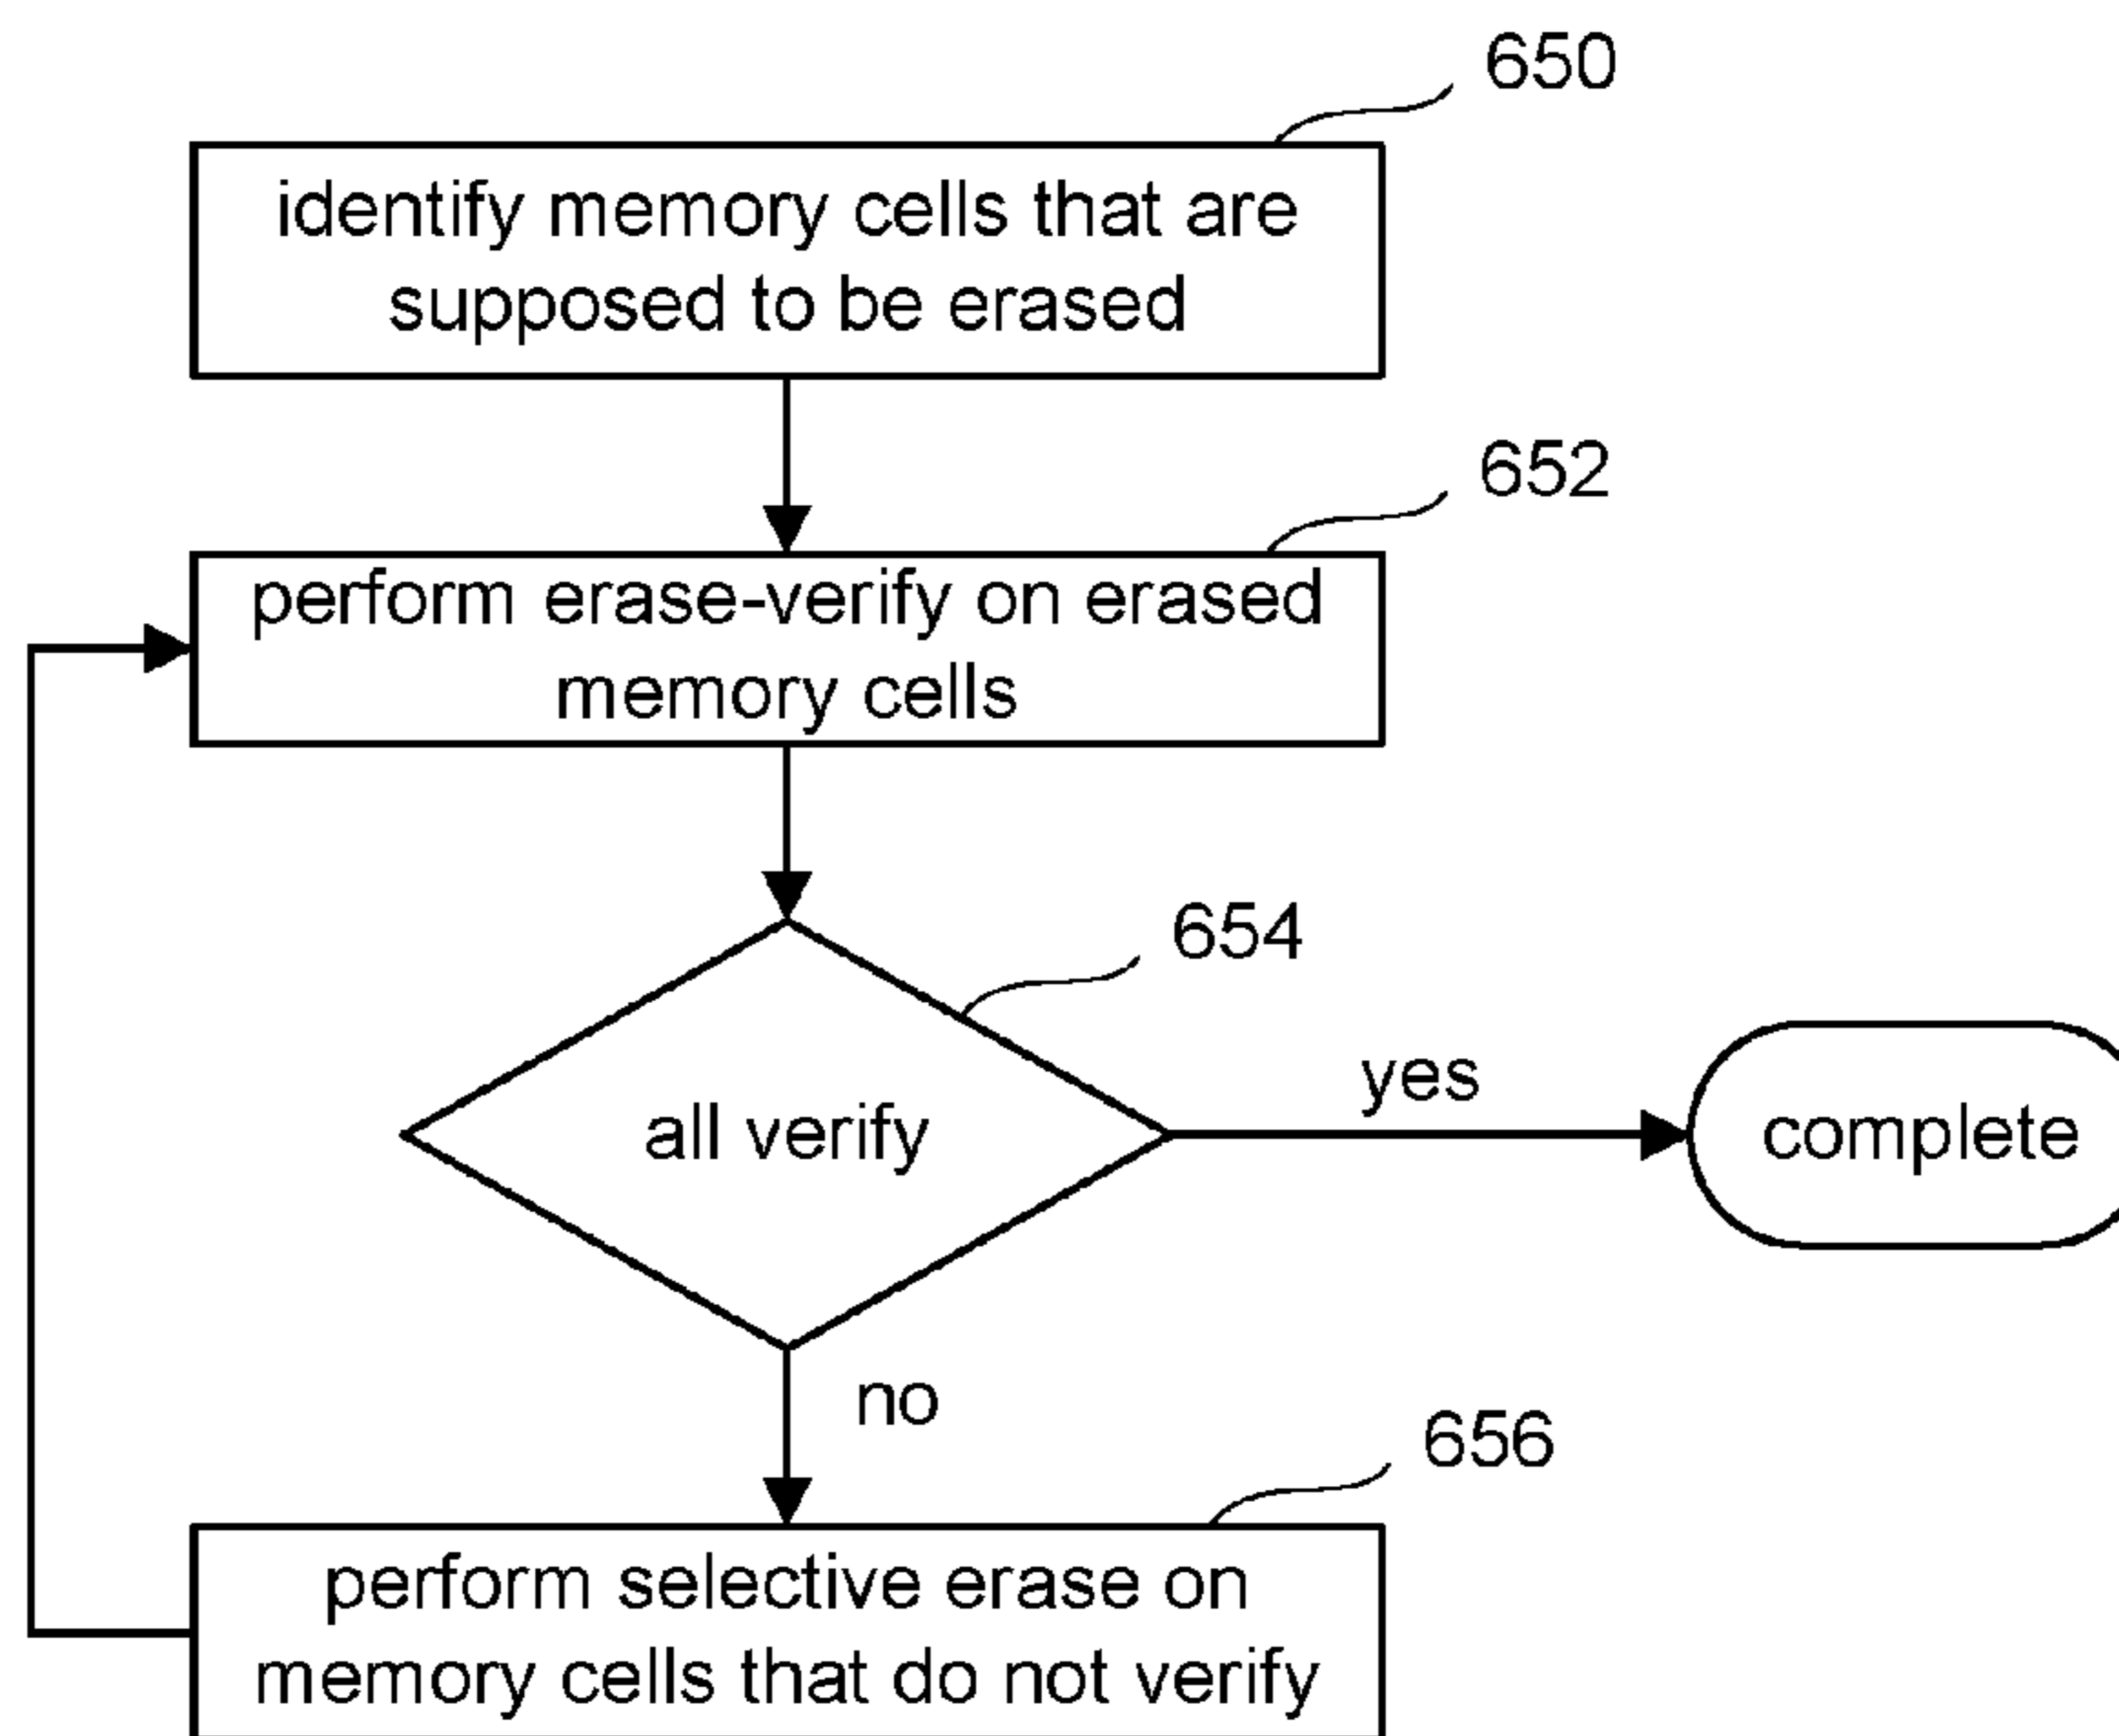 650
identify memory cells that are
supposed to be erased
652
perform erase-verify on erased
memory cells
654
all verify
yes
complete
no
656
perform selective erase on
memory cells that do not verify